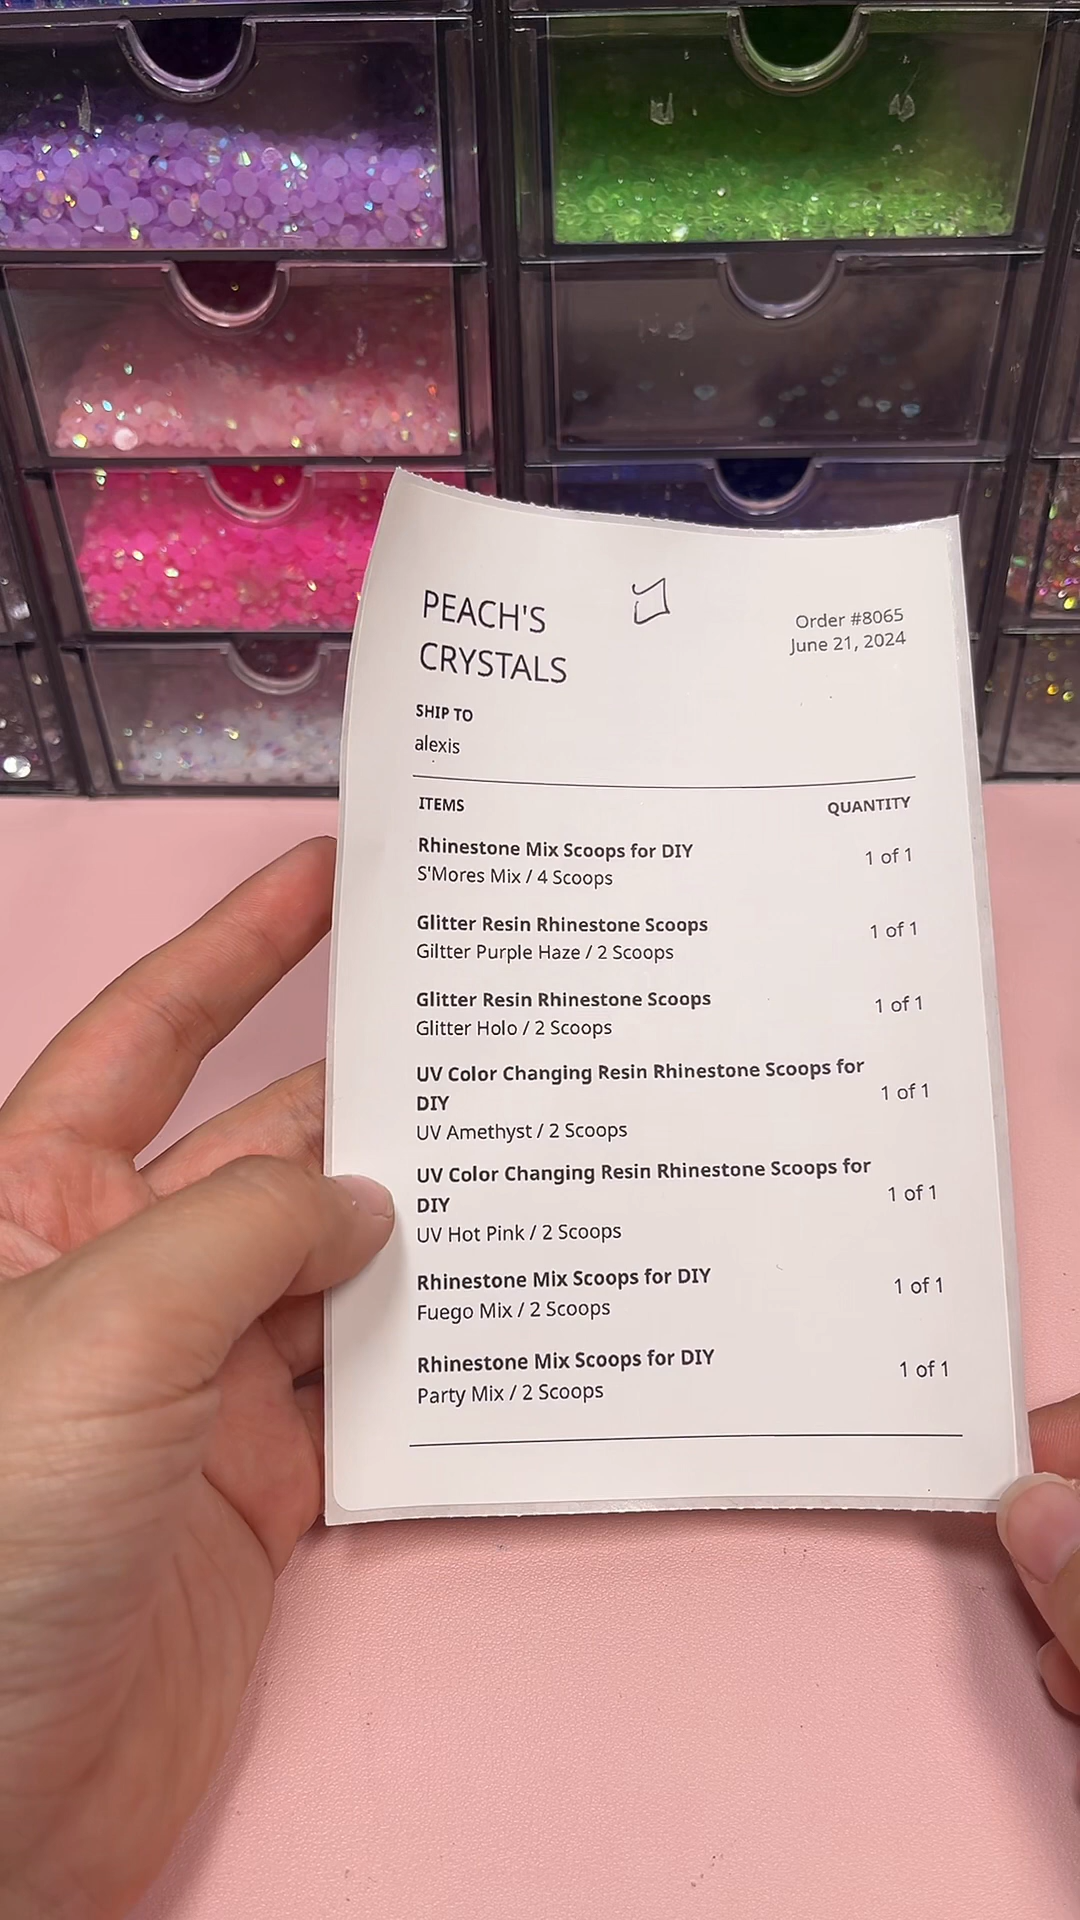 PEACH'S
CRYSTALS
Order #8065
June 21, 2024
SHIP TO
alexis
ITEMS QUANTITY
Rhinestone Mix Scoops for DIY
S'Mores Mix / 4 Scoops
1 of 1
Glitter Resin Rhinestone Scoops
Giltter Purple Haze / 2 Scoops
1 of 1
Glitter Resin Rhinestone Scoops
Glitter Holo / 2 Scoops
1 of 1
UV Color Changing Resin Rhinestone Scoops for
DIY
UV Amethyst / 2 Scoops
1 of 1
UV Color Changing Resin Rhinestone Scoops for
DIY
UV Hot Pink / 2 Scoops
1 of 1
Rhinestone Mix Scoops for DIY
Fuego Mix / 2 Scoops
1 of 1
Rhinestone Mix Scoops for DIY
Party Mix / 2 Scoops
1 of 1